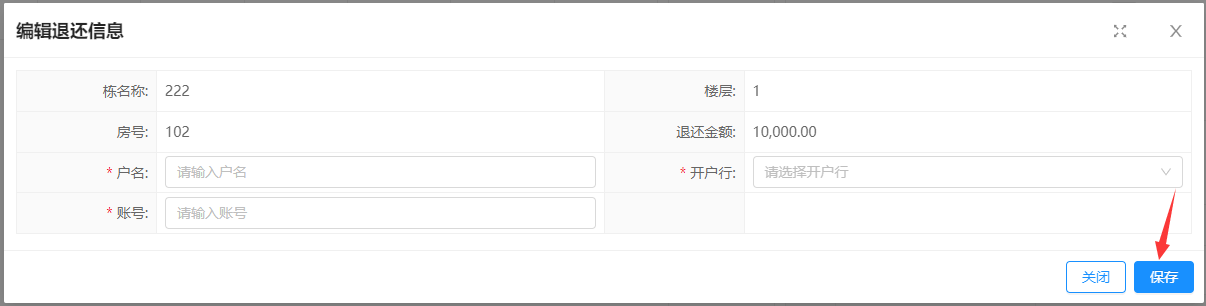 编辑退还信息
栋名称: 222 楼层: 1
房号: 102 退还金额: 10,000.00
* 户名: 请输入户名 * 开户行: 请选择开户行
* 账号: 请输入账号
关闭 保存